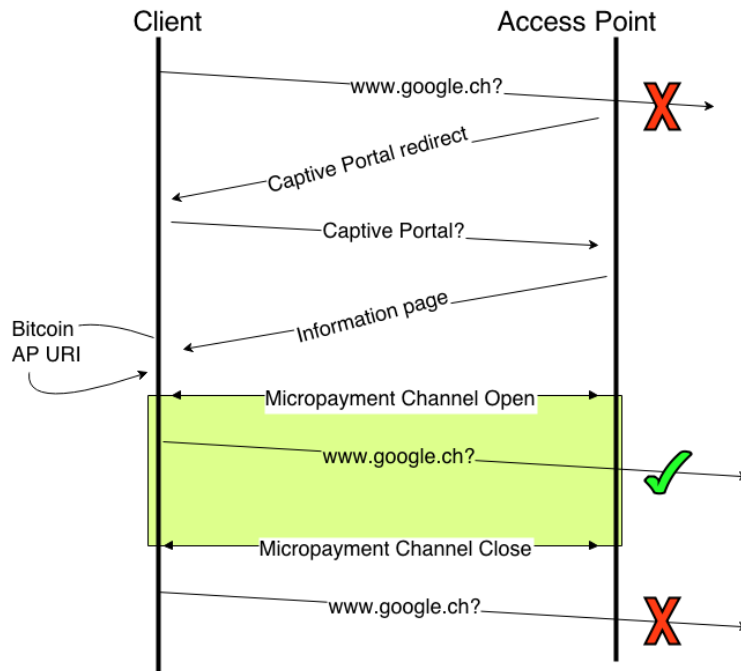 Client
Access Point
www.google.ch?
Captive Portal redirect
Captive Portal?
Information page
Bitcoin
AP URI
Micropayment Channel Open
www.google.ch?
Micropayment Channel Close
www.google.ch?